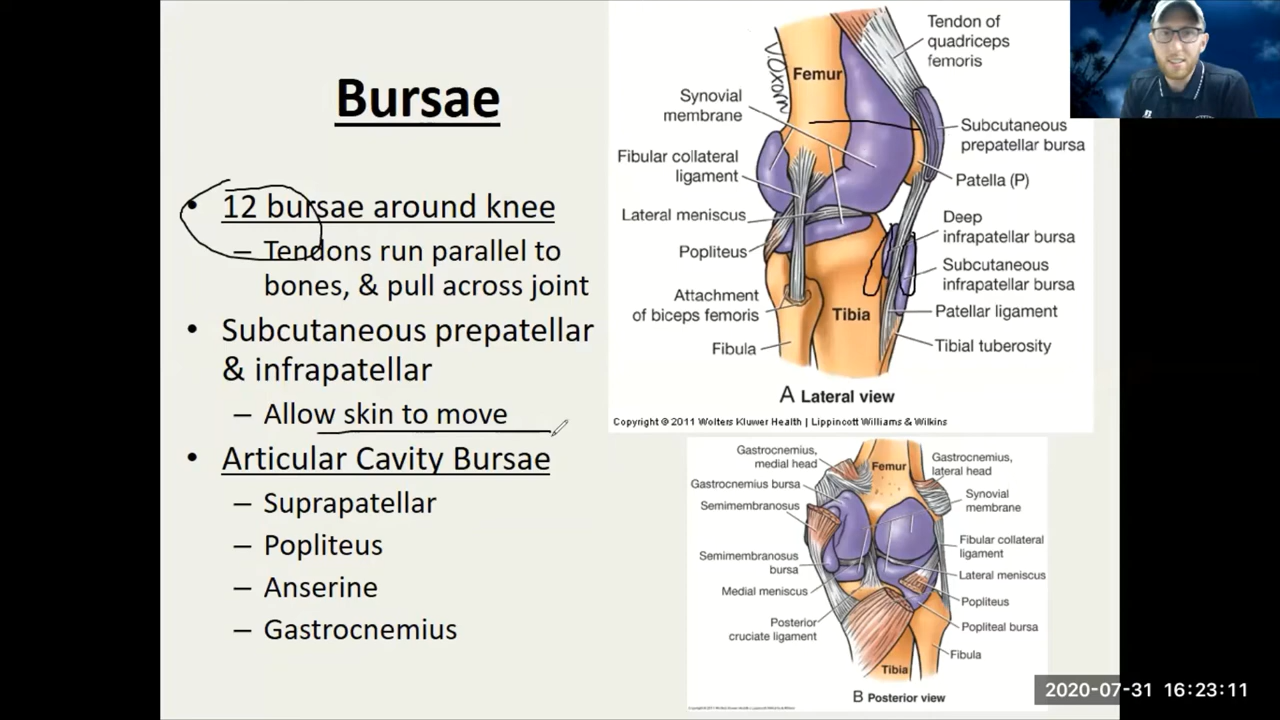 Bursae
• 12 bursae around knee
– Tendons run parallel to
bones, & pull across joint
• Subcutaneous prepatellar
& infrapatellar
– Allow skin to move
• Articular Cavity Bursae
– Suprapatellar
– Popliteus
– Anserine
– Gastrocnemius
Tendon of
quadriceps
femoris
Femur
Synovial
membrane
Subcutaneous
prepatellar bursa
Fibular collateral
ligament
Patella (P)
Lateral meniscus
Deep
infrapatellar bursa
Popliteus
Subcutaneous
infrapatellar bursa
Attachment
of biceps femoris
Tibia
Patellar ligament
Fibula
Tibial tuberosity
A Lateral view
Copyright © 2011 Wolters Kluwer Health | Lippincott Williams & Wilkins
Gastrocnemius,
medial head
Femur
Gastrocnemius,
lateral head
Gastrocnemius bursa
Synovial
membrane
Semimembranosus
Fibular collateral
ligament
Semimembranosus
bursa
Lateral meniscus
Medial meniscus
Popliteus
Posterior
cruciate ligament
Popliteal bursa
Fibula
Tibia
B Posterior view
2020-07-31 16:23:11